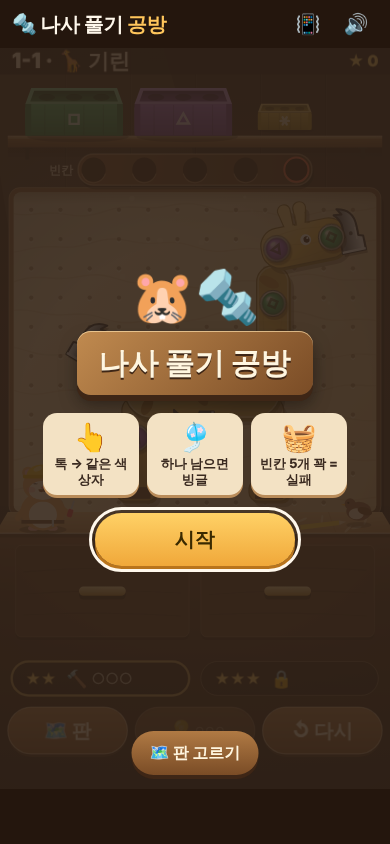 나사 풀기 공방
1-1 · 기린
★ 0
빈칸
나사 풀기 공방
톡 → 같은 색
상자
하나 남으면
빙글
빈칸 5개 꽉 =
실패
시작
★★
★★★
판
다시
판 고르기